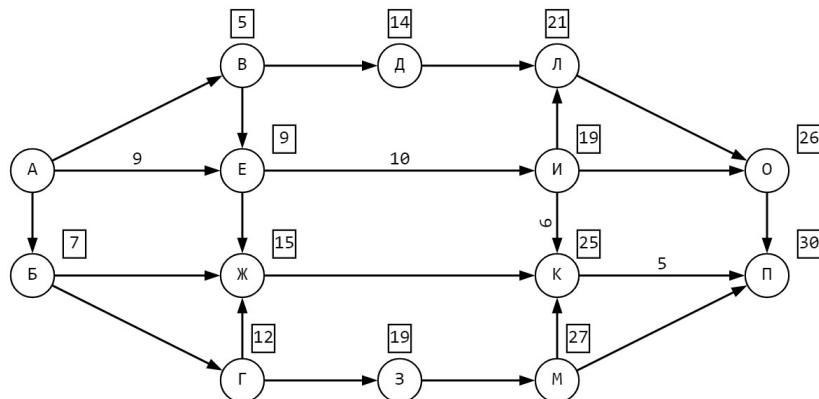 5 14 21
В Д Л
9 19 26
А 9 Е 10 И О
7 15 6 25 30
Б Ж К 5 П
12 19 27
Г З М